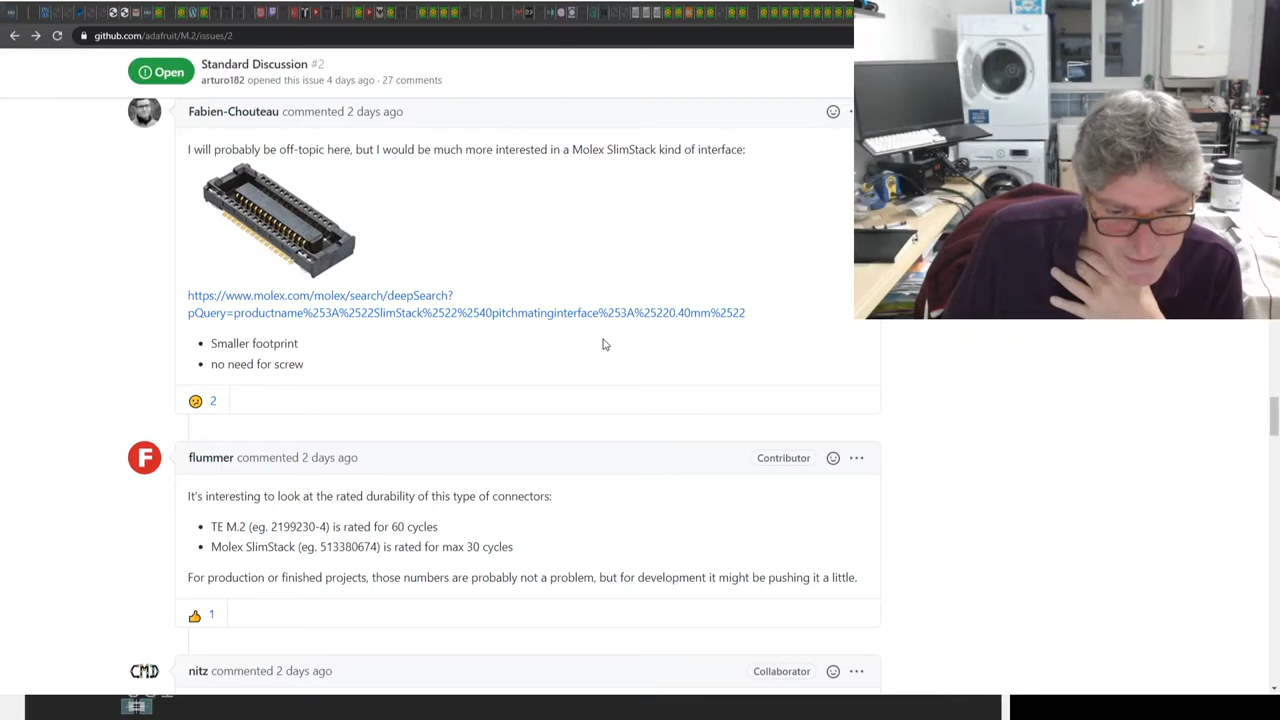 github.com/adafruit/M.2/issues/2
Open
Standard Discussion #2
arturo182 opened this issue 4 days ago · 27 comments
Fabien-Chouteau commented 2 days ago
I will probably be off-topic here, but I would be much more interested in a Molex SlimStack kind of interface:
https://www.molex.com/molex/search/deepSearch?
pQuery=productname%253A%2522SlimStack%2522%2540pitchmatinginterface%253A%25220.40mm%2522
• Smaller footprint
• no need for screw
2
F
flummer commented 2 days ago
Contributor
It's interesting to look at the rated durability of this type of connectors:
• TE M.2 (eg. 2199230-4) is rated for 60 cycles
• Molex SlimStack (eg. 513380674) is rated for max 30 cycles
For production or finished projects, those numbers are probably not a problem, but for development it might be pushing it a little.
1
CMD
nitz commented 2 days ago
Collaborator